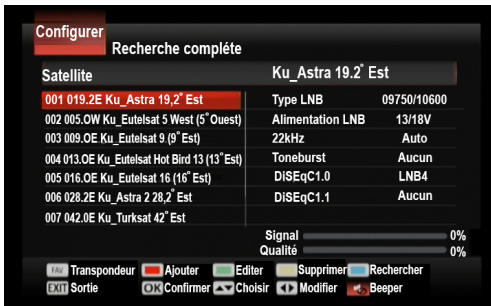 Configurer
Recherche compléte
Satellite
Ku_Astra 19.2° Est
001 019.2E Ku_Astra 19,2° Est
002 005.OW Ku_Eutelsat 5 West (5° Ouest)
003 009.OE Ku_Eutelsat 9 (9° Est)
004 013.OE Ku_Eutelsat Hot Bird 13 (13° Est)
005 016.OE Ku_Eutelsat 16 (16° Est)
006 028.2E Ku_Astra 2 28,2° Est
007 042.0E Ku_Turksat 42° Est
Type LNB 09750/10600
Alimentation LNB 13/18V
22kHz Auto
Toneburst Aucun
DiSEqC1.0 LNB4
DiSEqC1.1 Aucun
Signal 0%
Qualité 0%
FAV Transpondeur Ajouter Editer Supprimer Rechercher
EXIT Sortie OK Confirmer Choisir Modifier Beeper